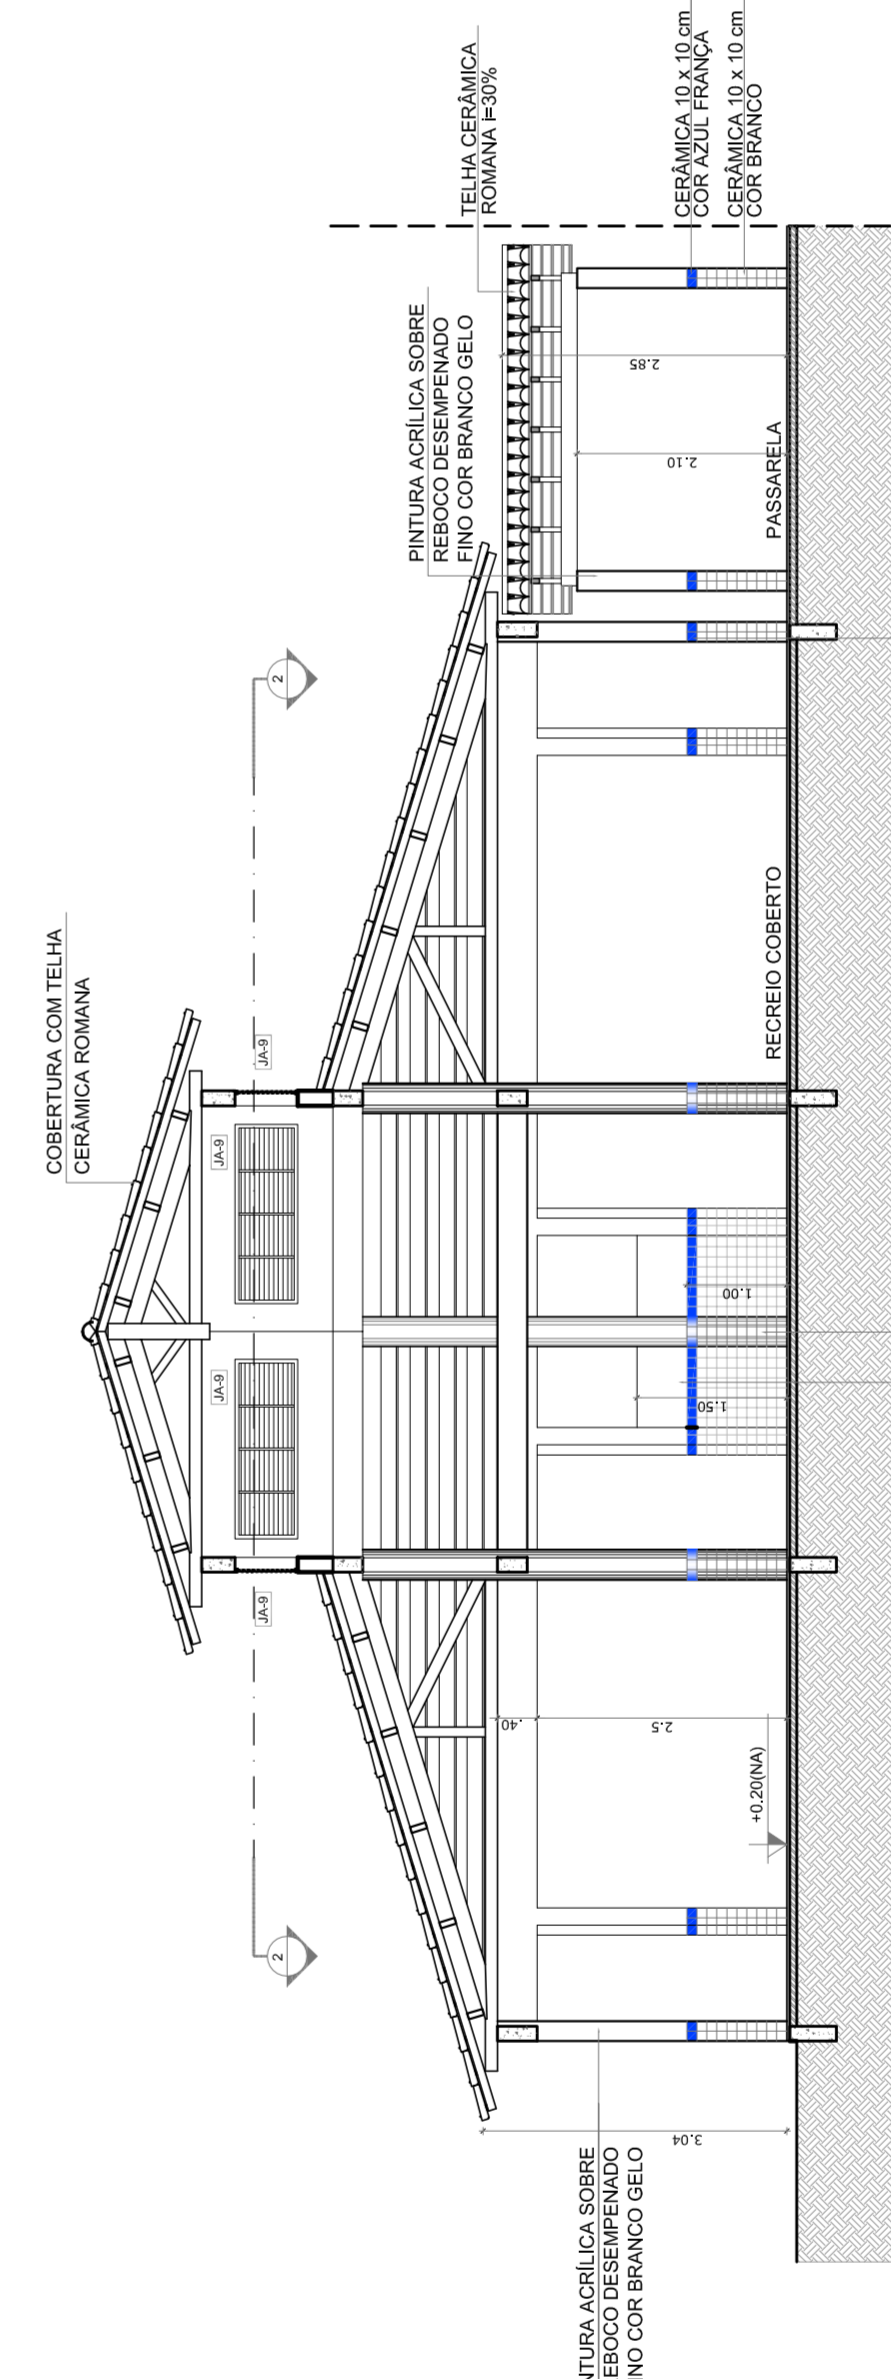 COBERTURA COM TELHA
CERÂMICA ROMANA
TELHA CERÂMICA
ROMANA i=30%
PINTURA ACRÍLICA SOBRE
REBOCO DESEMPENADO
FINO COR BRANCO GELO
CERÂMICA 10 x 10 cm
COR AZUL FRANÇA
CERÂMICA 10 x 10 cm
COR BRANCO
2
2
JA-9
JA-9
JA-9
JA-9
2.85
2.10
PASSARELA
RECREIO COBERTO
1.00
1.50
.40
2.5
+0.20(NA)
3.04
NTURA ACRÍLICA SOBRE
EBOCO DESEMPENADO
NO COR BRANCO GELO